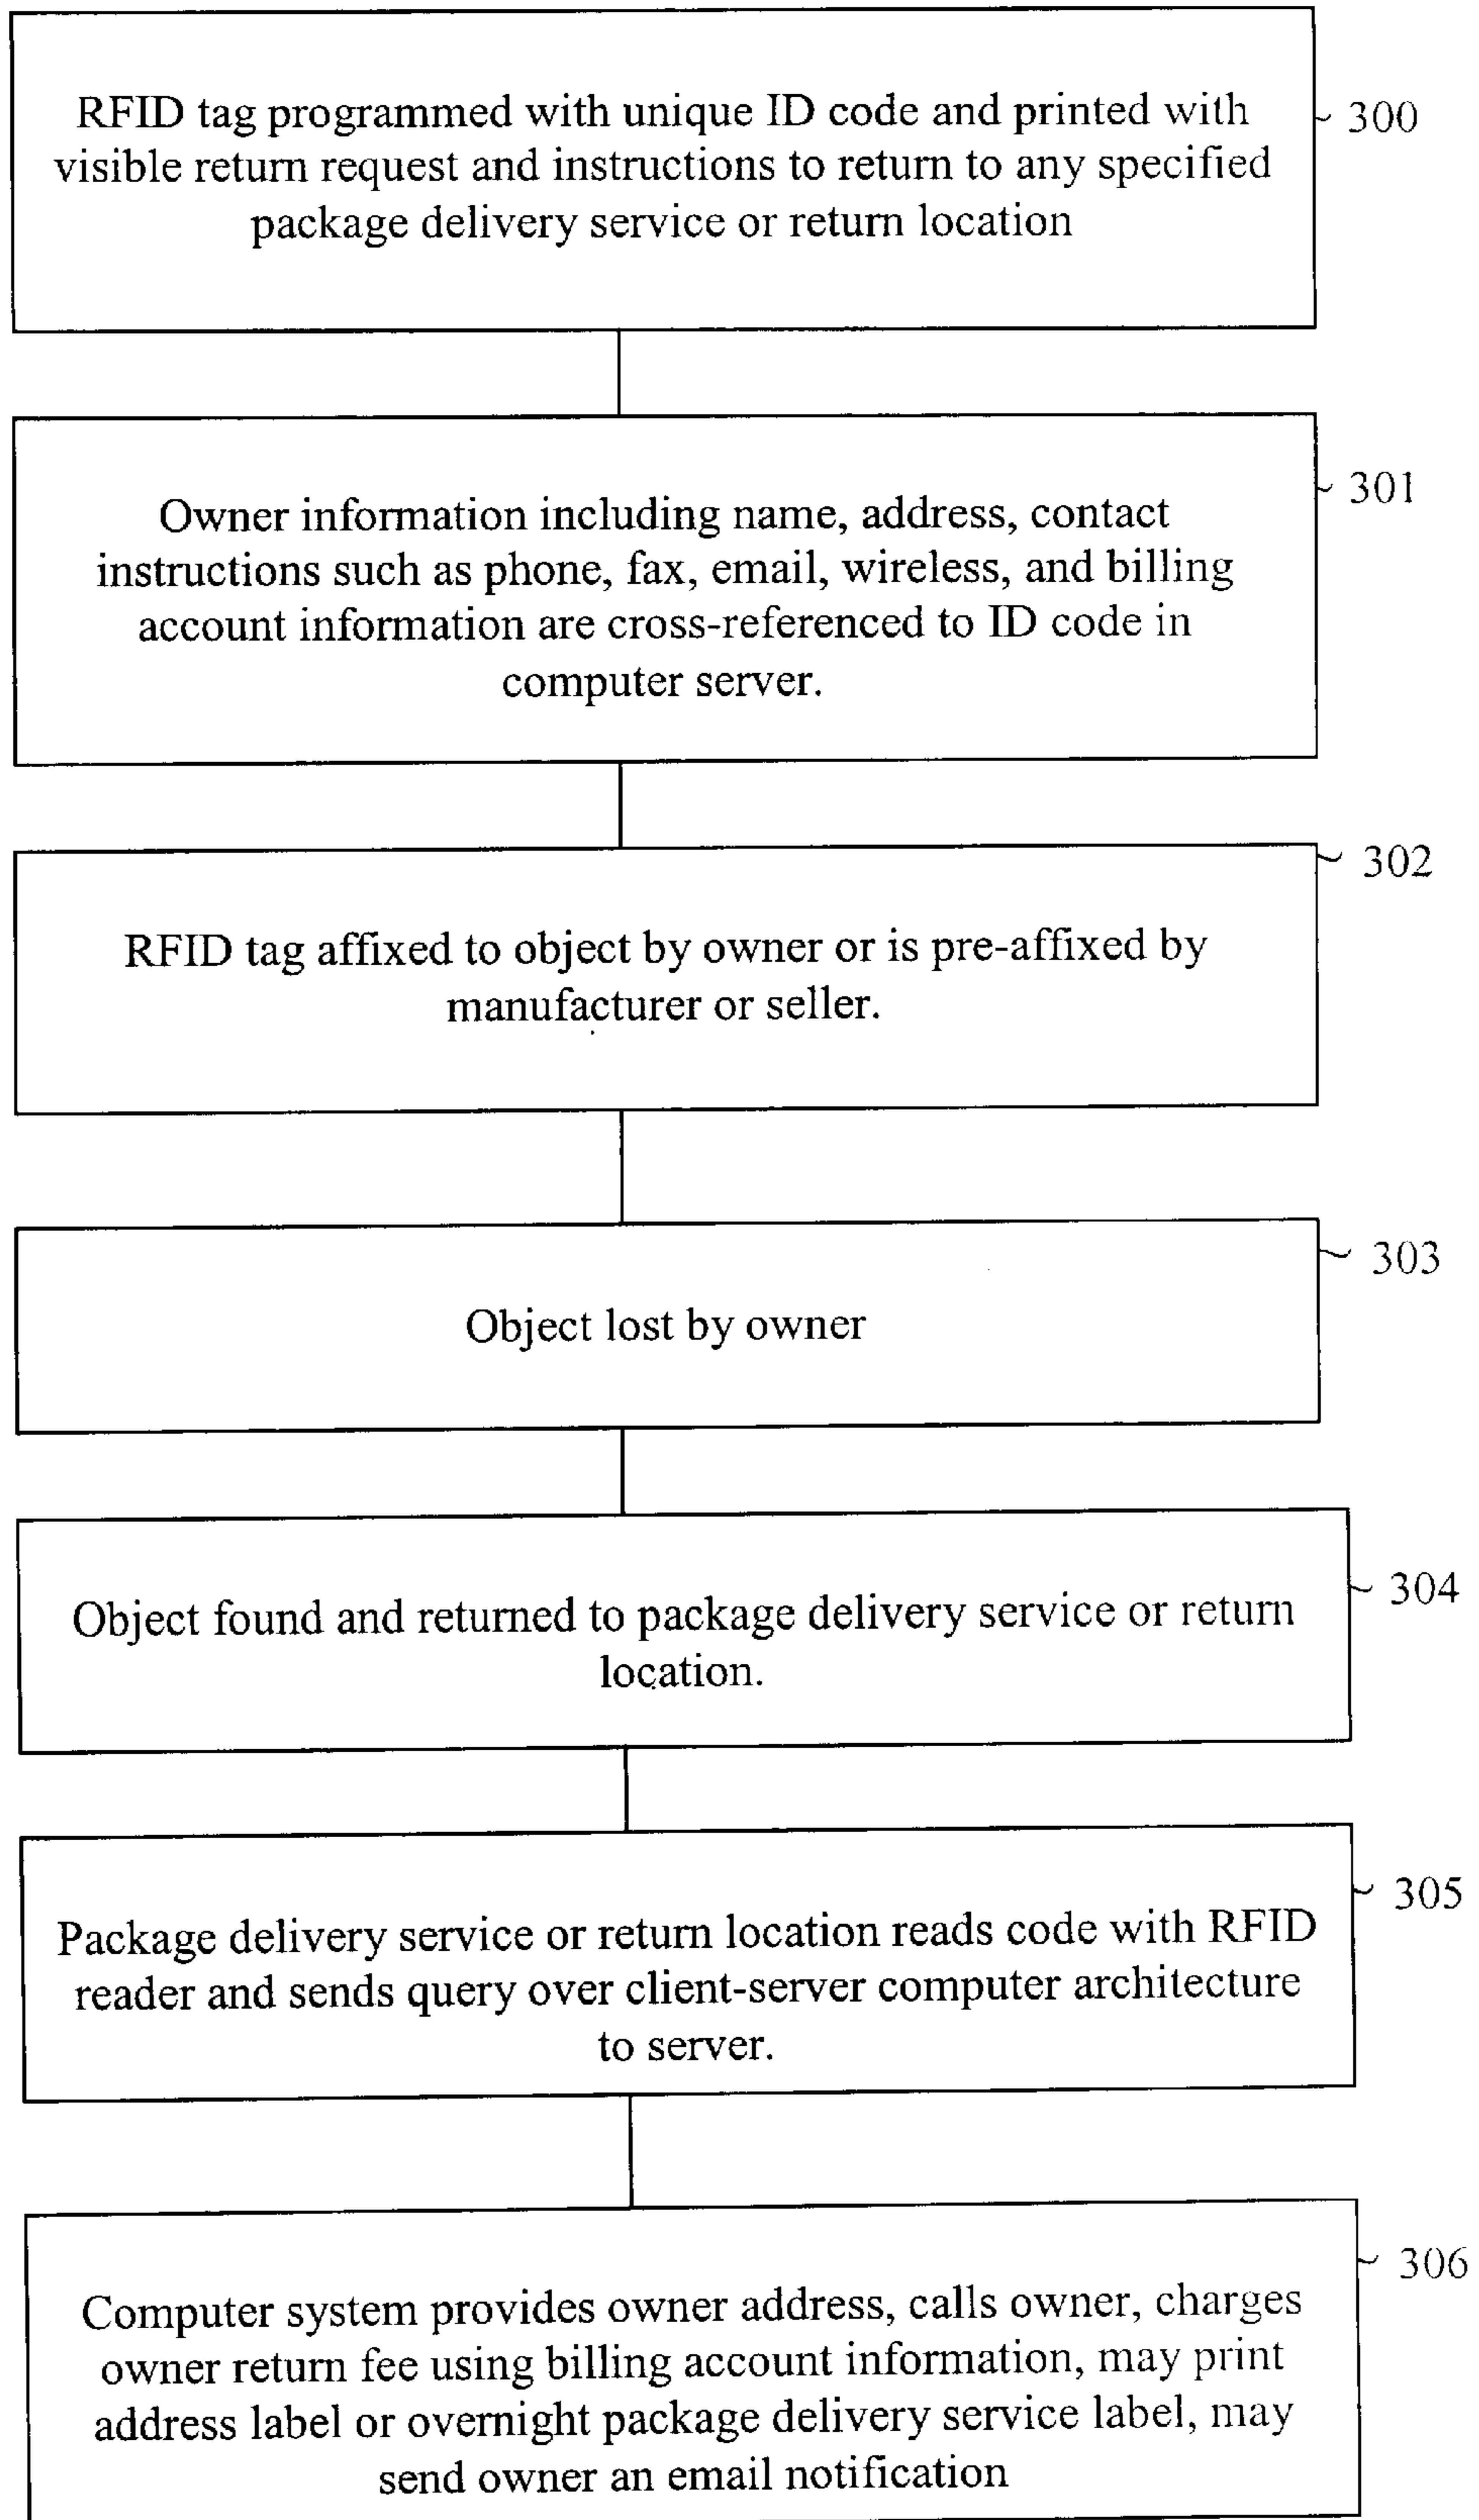 RFID tag programmed with unique ID code and printed with
visible return request and instructions to return to any specified
package delivery service or return location
300
Owner information including name, address, contact
instructions such as phone, fax, email, wireless, and billing
account information are cross-referenced to ID code in
computer server.
301
RFID tag affixed to object by owner or is pre-affixed by
manufacturer or seller.
302
Object lost by owner
303
Object found and returned to package delivery service or return
location.
304
Package delivery service or return location reads code with RFID
reader and sends query over client-server computer architecture
to server.
305
Computer system provides owner address, calls owner, charges
owner return fee using billing account information, may print
address label or overnight package delivery service label, may
send owner an email notification
306